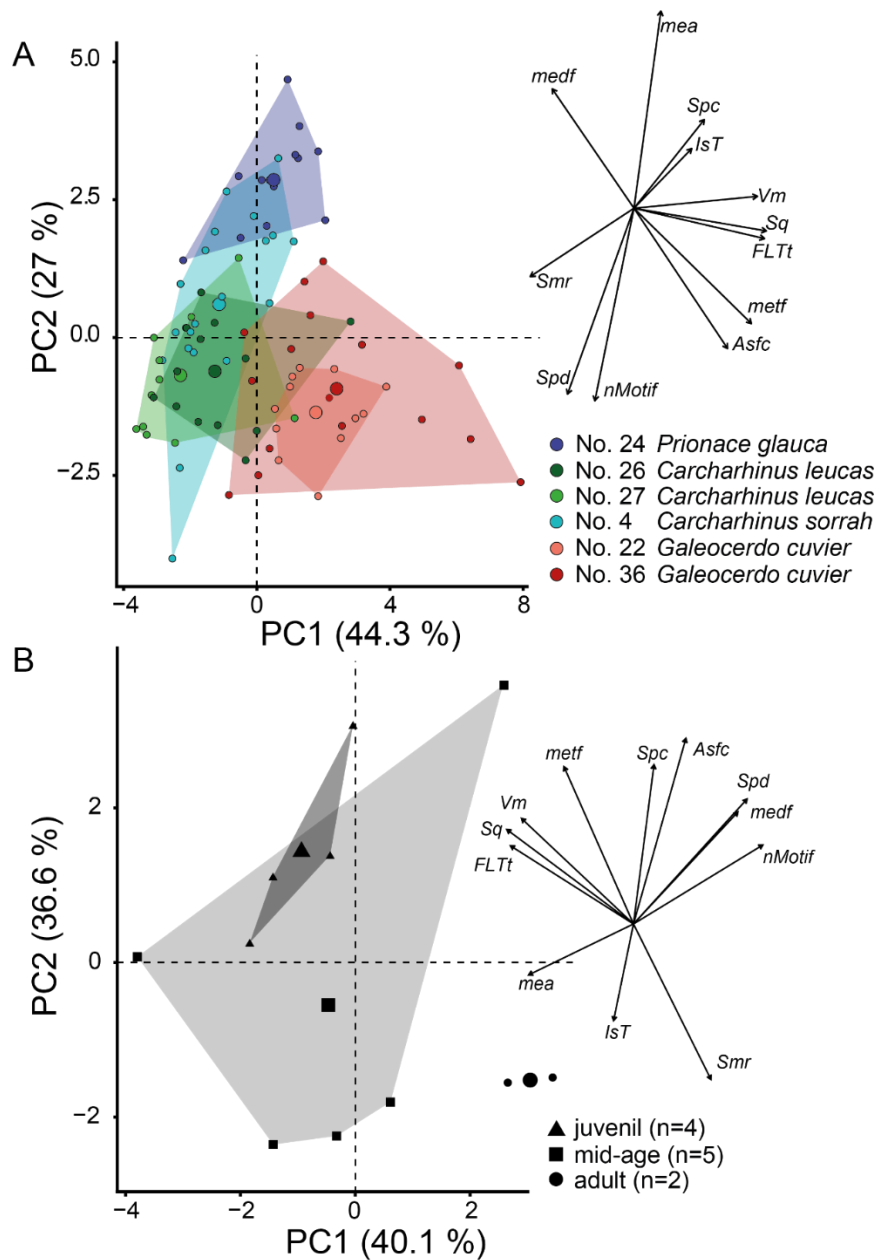 A
PC2 (27 %)
5.0
2.5
0.0
−2.5
−4
0
4
8
PC1 (44.3 %)
mea
medf
Spc
IsT
Vm
Sq
FLTt
Smr
metf
Asfc
Spd
nMotif
No. 24 Prionace glauca
No. 26 Carcharhinus leucas
No. 27 Carcharhinus leucas
No. 4 Carcharhinus sorrah
No. 22 Galeocerdo cuvier
No. 36 Galeocerdo cuvier
B
PC2 (36.6 %)
2
0
−2
−4
−2
0
2
PC1 (40.1 %)
metf
Spc
Asfc
Spd
medf
Vm
Sq
FLTt
nMotif
mea
IsT
Smr
juvenil (n=4)
mid-age (n=5)
adult (n=2)